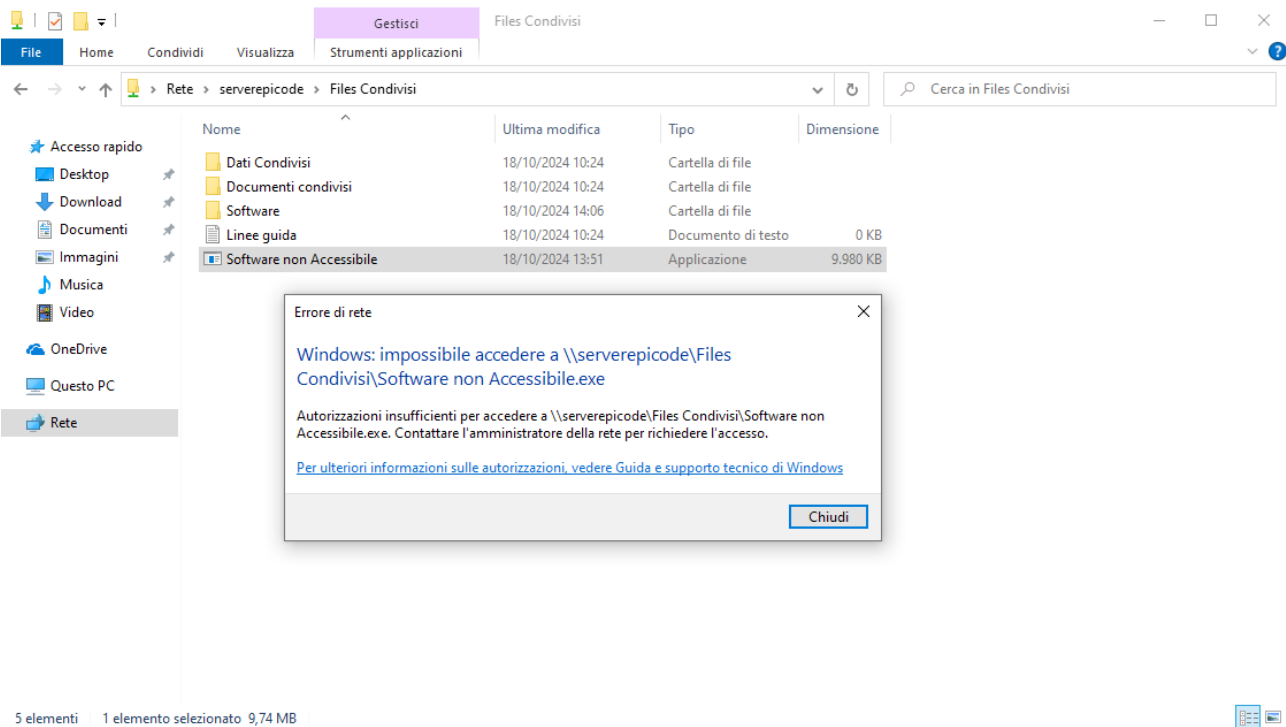 Gestisci
Files Condivisi
File
Home
Condividi
Visualizza
Strumenti applicazioni
Rete
serverepicode
Files Condivisi
Cerca in Files Condivisi
Accesso rapido
Desktop
Download
Documenti
Immagini
Musica
Video
OneDrive
Questo PC
Rete
Nome Ultima modifica Tipo Dimensione
Dati Condivisi 18/10/2024 10:24 Cartella di file
Documenti condivisi 18/10/2024 10:24 Cartella di file
Software 18/10/2024 14:06 Cartella di file
Linee guida 18/10/2024 10:24 Documento di testo 0 KB
Software non Accessibile 18/10/2024 13:51 Applicazione 9.980 KB
Errore di rete
Windows: impossibile accedere a \\serverepicode\Files
Condivisi\Software non Accessibile.exe
Autorizzazioni insufficienti per accedere a \\serverepicode\Files Condivisi\Software non
Accessibile.exe. Contattare l'amministratore della rete per richiedere l'accesso.
Per ulteriori informazioni sulle autorizzazioni, vedere Guida e supporto tecnico di Windows
Chiudi
5 elementi 1 elemento selezionato 9,74 MB